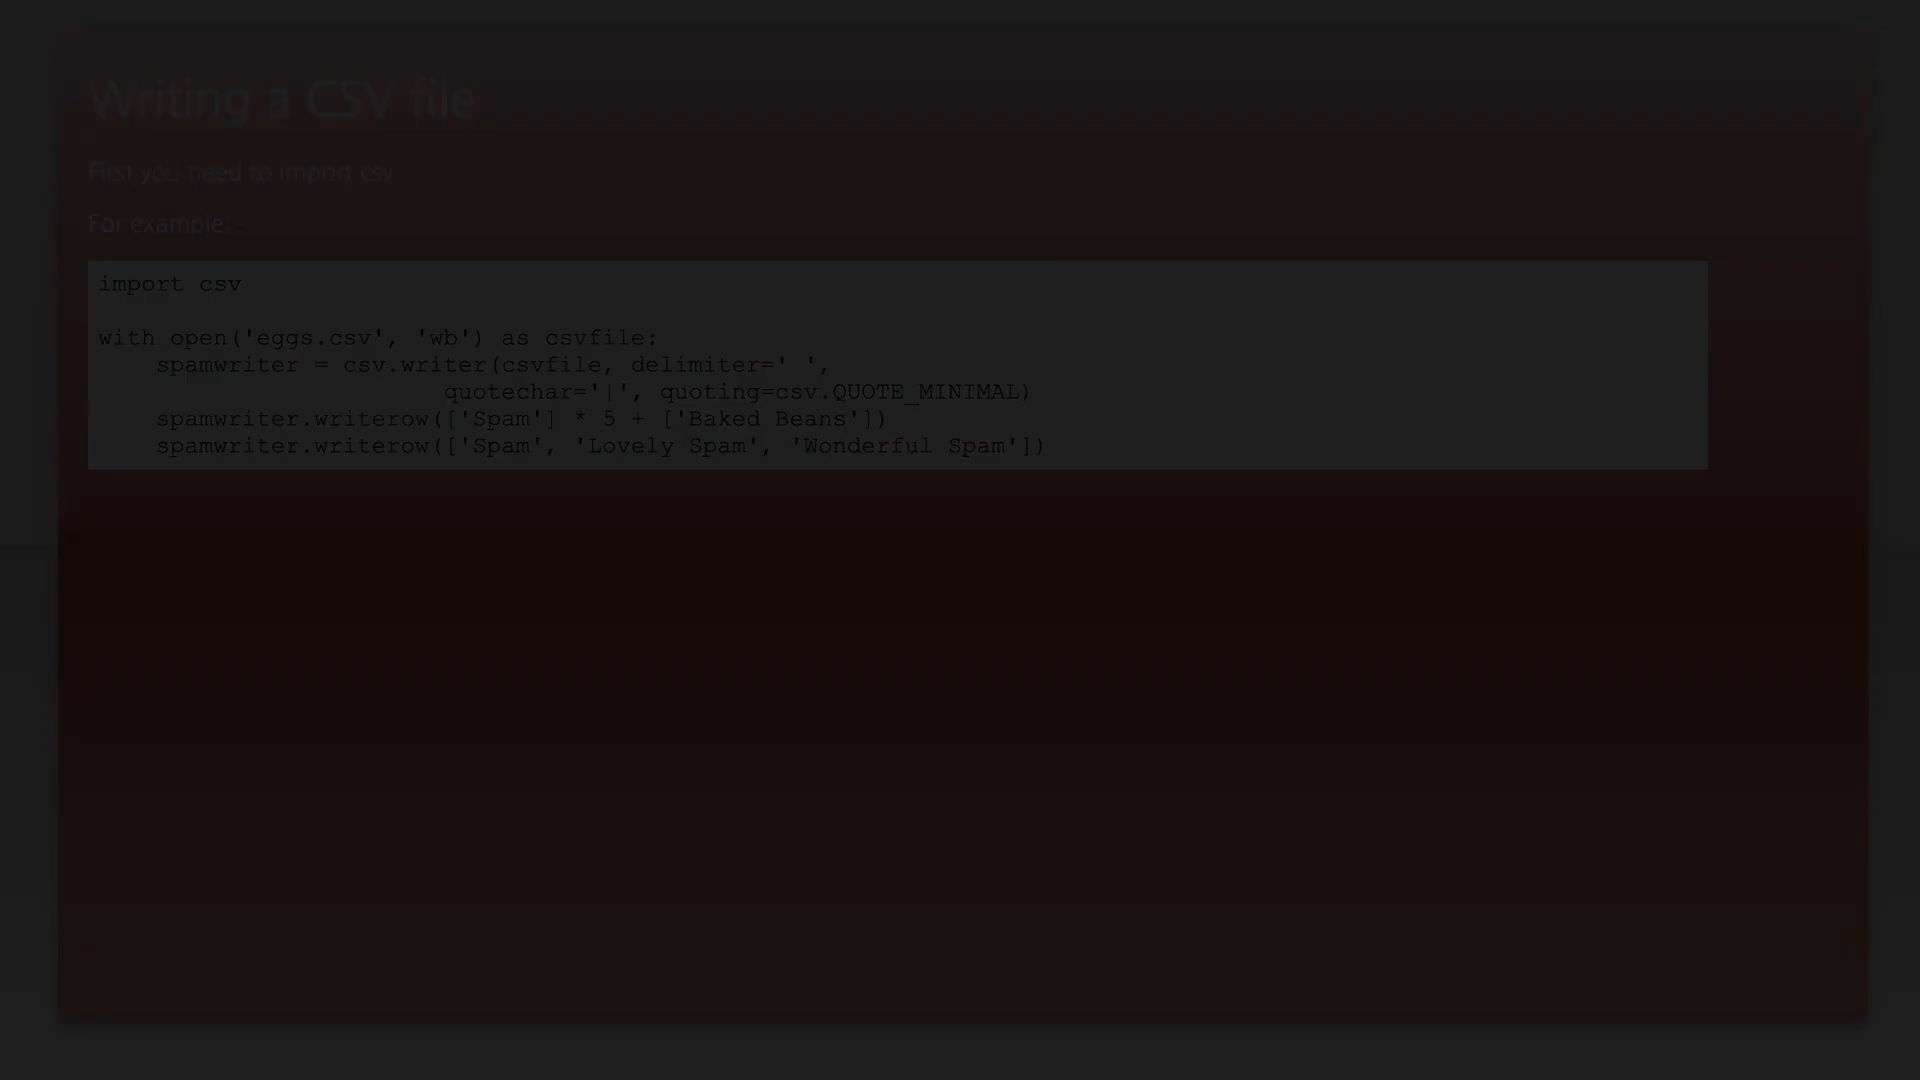 Writing a CSV file
First you need to import csv
For example:
import csv
with open('eggs.csv', 'wb') as csvfile:
    spamwriter = csv.writer(csvfile, delimiter=' ',
                        quotechar='|', quoting=csv.QUOTE_MINIMAL)
    spamwriter.writerow(['Spam'] * 5 + ['Baked Beans'])
    spamwriter.writerow(['Spam', 'Lovely Spam', 'Wonderful Spam'])